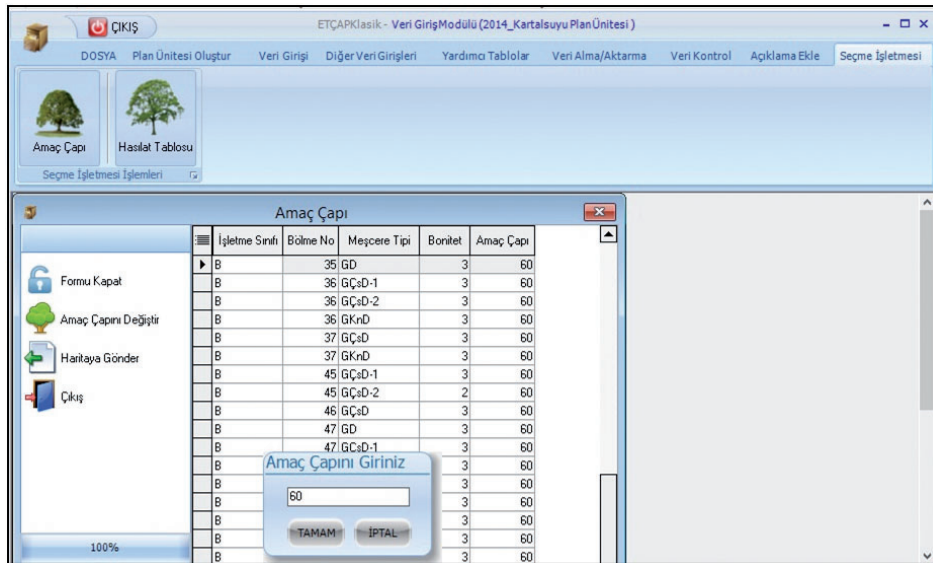 ÇIKIŞ
ETÇAPKlasik - Veri GirişModülü (2014_Kartalsuyu PlanÜnitesi )
DOSYA Plan Ünitesi Oluştur Veri Girişi Diğer Veri Girişleri Yardımcı Tablolar Veri Alma/Aktarma Veri Kontrol Açıklama Ekle Seçme İşletmesi
Amaç Çapı Hasılat Tablosu
Seçme İşletmesi İşlemleri
Amaç Çapı
Formu Kapat
Amaç Çapını Değiştir
Haritaya Gönder
Çıkış
100%
İşletme Sınıfı Bölme No Meşcere Tipi Bonitet Amaç Çapı
B 35 GD 3 60
B 36 GÇsD-1 3 60
B 36 GÇsD-2 3 60
B 36 GKnD 3 60
B 37 GÇsD 3 60
B 37 GKnD 3 60
B 45 GÇsD-1 3 60
B 45 GÇsD-2 2 60
B 46 GÇsD 3 60
B 47 GD 3 60
B 47 GÇsD-1 3 60
B 3 60
B 3 60
B 3 60
B 3 60
B 3 60
B 3 60
Amaç Çapını Giriniz
60
TAMAM İPTAL